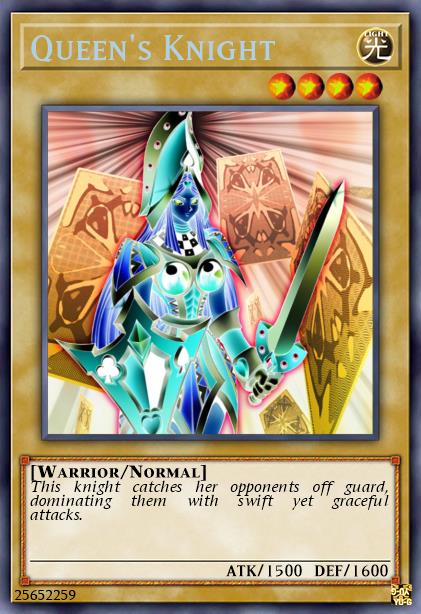 Queen's Knight
LIGHT
光
[Warrior/Normal]
This knight catches her opponents off guard,
dominating them with swift yet graceful
attacks.
ATK/1500 DEF/1600
25652259